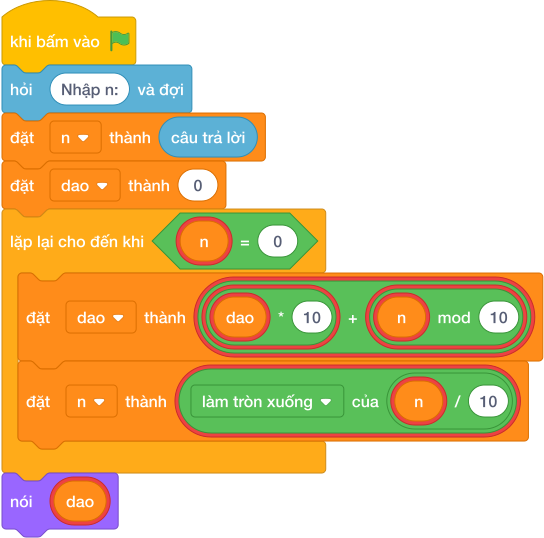 khi bấm vào
hỏi Nhập n: và đợi
đặt n thành câu trả lời
đặt dao thành 0
lặp lại cho đến khi n = 0
đặt dao thành dao * 10 + n mod 10
đặt n thành làm tròn xuống của n / 10
nói dao